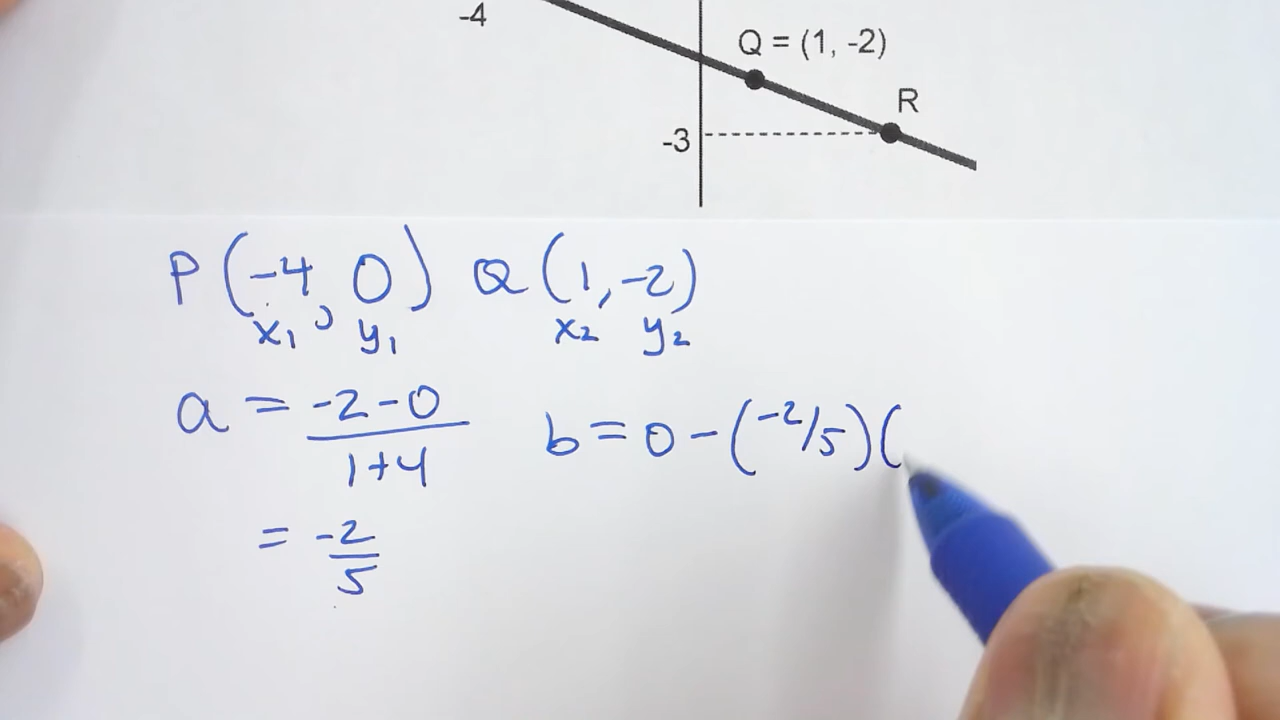 -4
Q = (1, -2)
R
-3
P (-4, 0) Q (1, -2)
x₁ y₁ x₂ y₂
a = -2-0 / 1+4 b = 0 - (-2/5)(
= -2/5